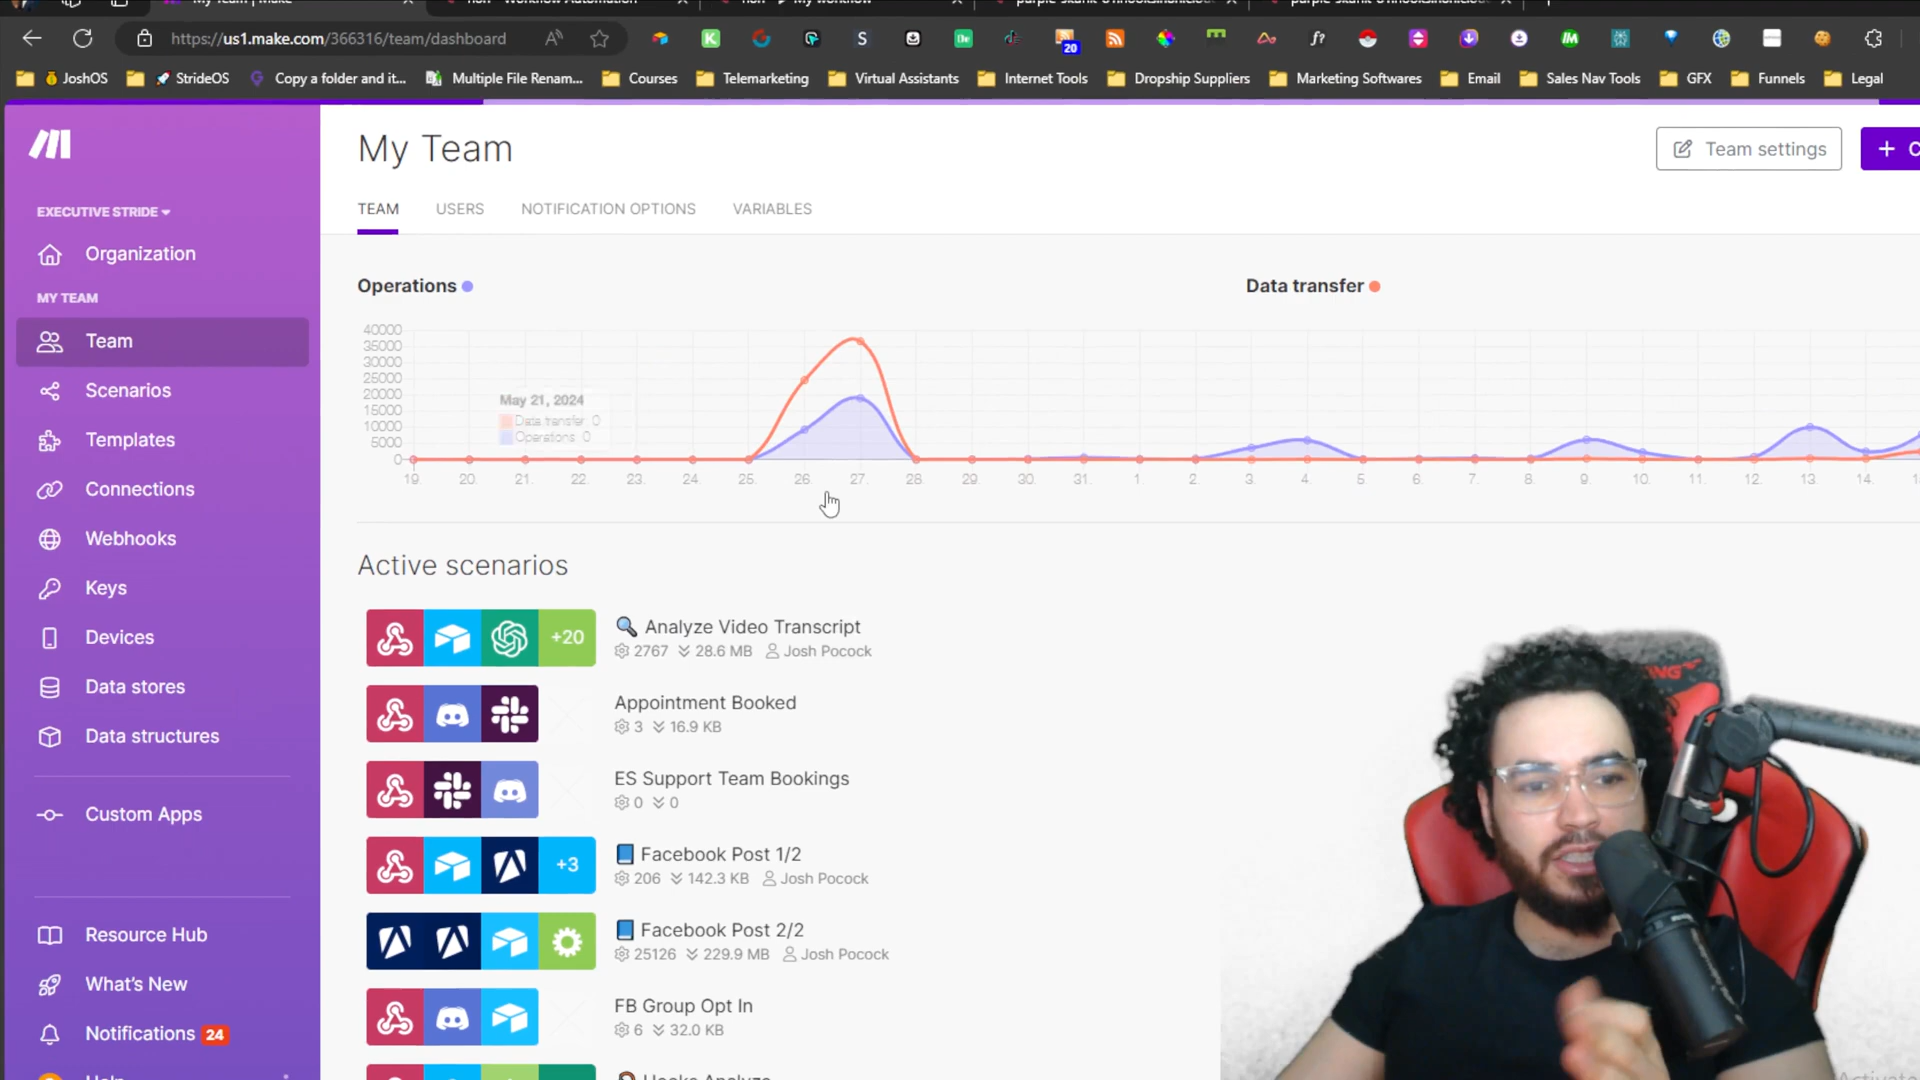 https://us1.make.com/366316/team/dashboard
20
JoshOS
StrideOS
Copy a folder and it...
Multiple File Renam...
Courses
Telemarketing
Virtual Assistants
Internet Tools
Dropship Suppliers
Marketing Softwares
Email
Sales Nav Tools
GFX
Funnels
Legal
My Team
Team settings
+ C
EXECUTIVE STRIDE
Organization
MY TEAM
Team
Scenarios
Templates
Connections
Webhooks
Keys
Devices
Data stores
Data structures
Custom Apps
Resource Hub
What's New
Notifications 24
TEAM USERS NOTIFICATION OPTIONS VARIABLES
Operations
Data transfer
40000
35000
30000
25000
20000
15000
10000
5000
0
May 21, 2024
Data transfer: 0
Operations: 0
19. 20. 21. 22. 23. 24. 25. 26. 27. 28. 29. 30. 31. 1. 2. 3. 4. 5. 6. 7. 8. 9. 10. 11. 12. 13. 14.
Active scenarios
+20
Analyze Video Transcript
2767 28.6 MB Josh Pocock
Appointment Booked
3 16.9 KB
ES Support Team Bookings
0 0
+3
Facebook Post 1/2
206 142.3 KB Josh Pocock
Facebook Post 2/2
25126 229.9 MB Josh Pocock
FB Group Opt In
6 32.0 KB